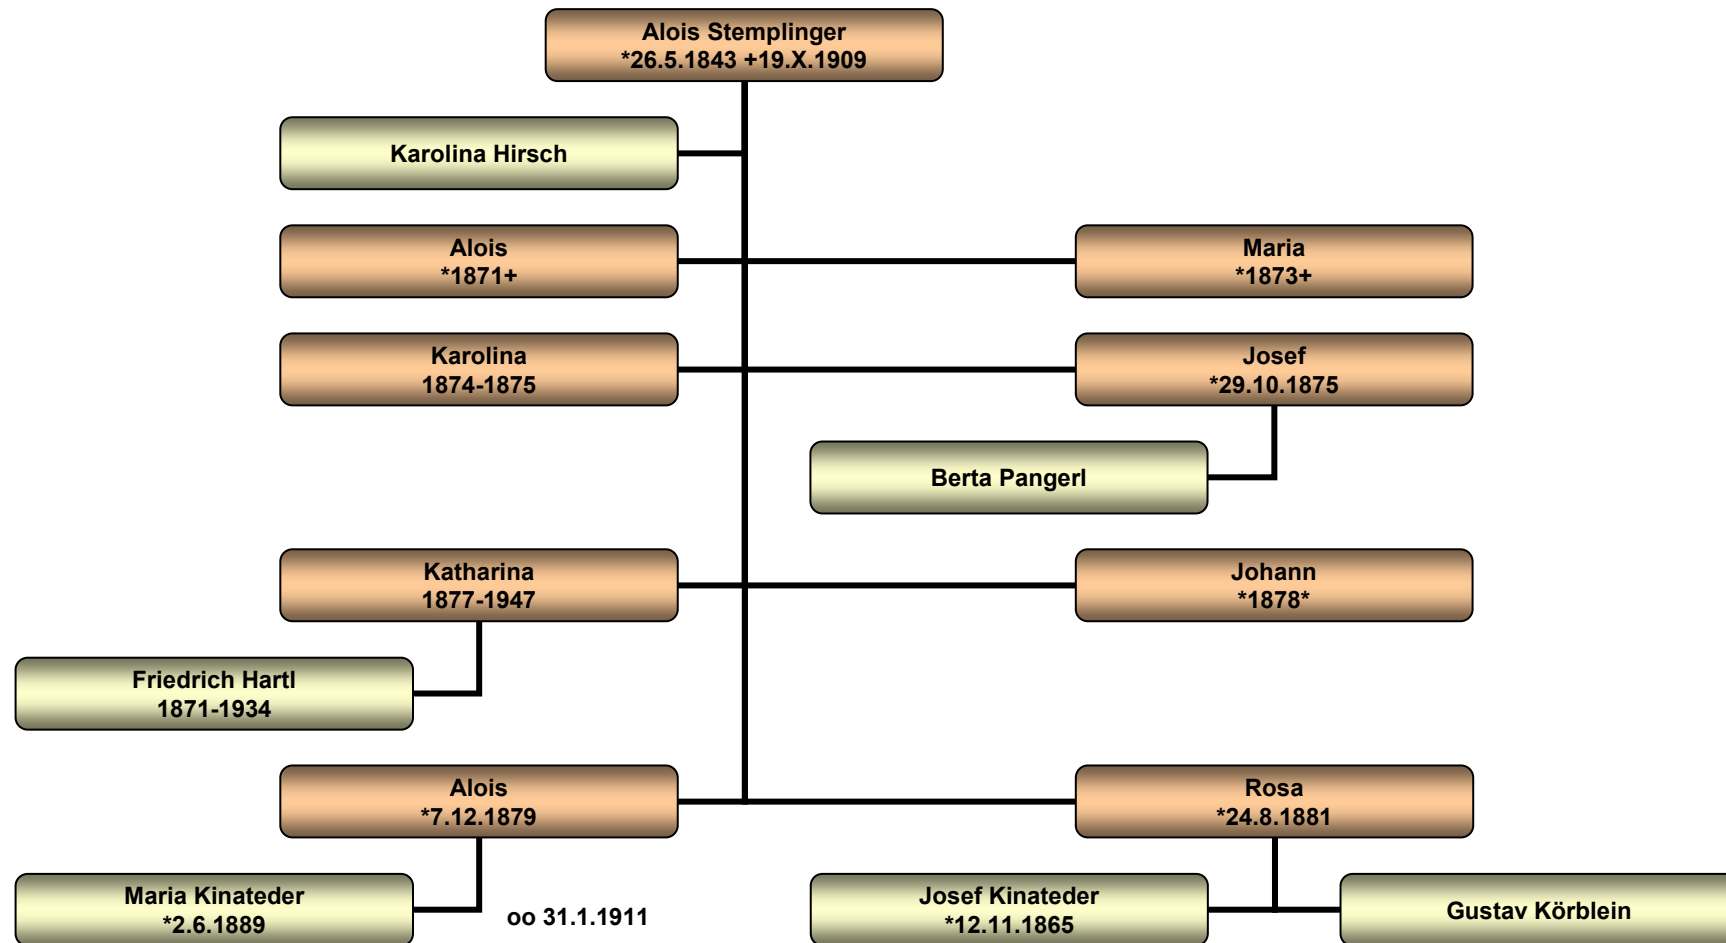 Alois Stemplinger
*26.5.1843 +19.X.1909
Karolina Hirsch
Alois
*1871+
Maria
*1873+
Karolina
1874-1875
Josef
*29.10.1875
Berta Pangerl
Katharina
1877-1947
Johann
*1878*
Friedrich Hartl
1871-1934
Alois
*7.12.1879
Rosa
*24.8.1881
Maria Kinateder
*2.6.1889
oo 31.1.1911
Josef Kinateder
*12.11.1865
Gustav Körblein